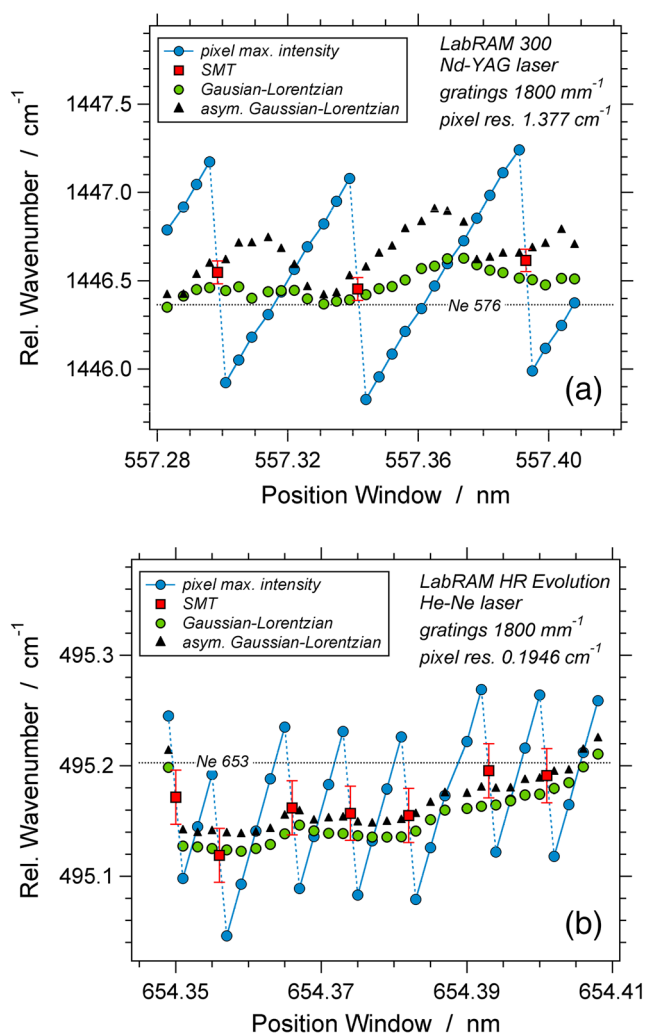 pixel max. intensity
SMT
Gausian-Lorentzian
asym. Gaussian-Lorentzian
LabRAM 300
Nd-YAG laser
gratings 1800 mm⁻¹
pixel res. 1.377 cm⁻¹
Rel. Wavenumber / cm⁻¹
1447.5
1447.0
1446.5
1446.0
Ne 576
(a)
557.28
557.32
557.36
557.40
Position Window / nm
pixel max. intensity
SMT
Gaussian-Lorentzian
asym. Gaussian-Lorentzian
LabRAM HR Evolution
He-Ne laser
gratings 1800 mm⁻¹
pixel res. 0.1946 cm⁻¹
Rel. Wavenumber / cm⁻¹
495.3
495.2
495.1
Ne 653
(b)
654.35
654.37
654.39
654.41
Position Window / nm